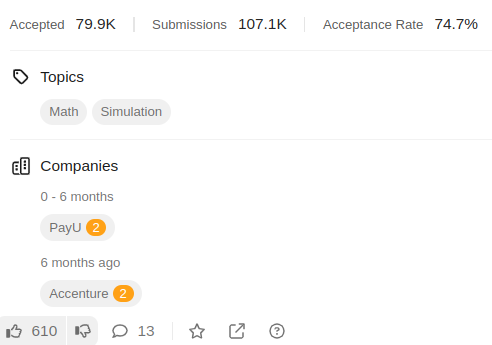 Accepted 79.9K Submissions 107.1K Acceptance Rate 74.7%
Topics
Math Simulation
Companies
0 - 6 months
PayU 2
6 months ago
Accenture 2
610 13